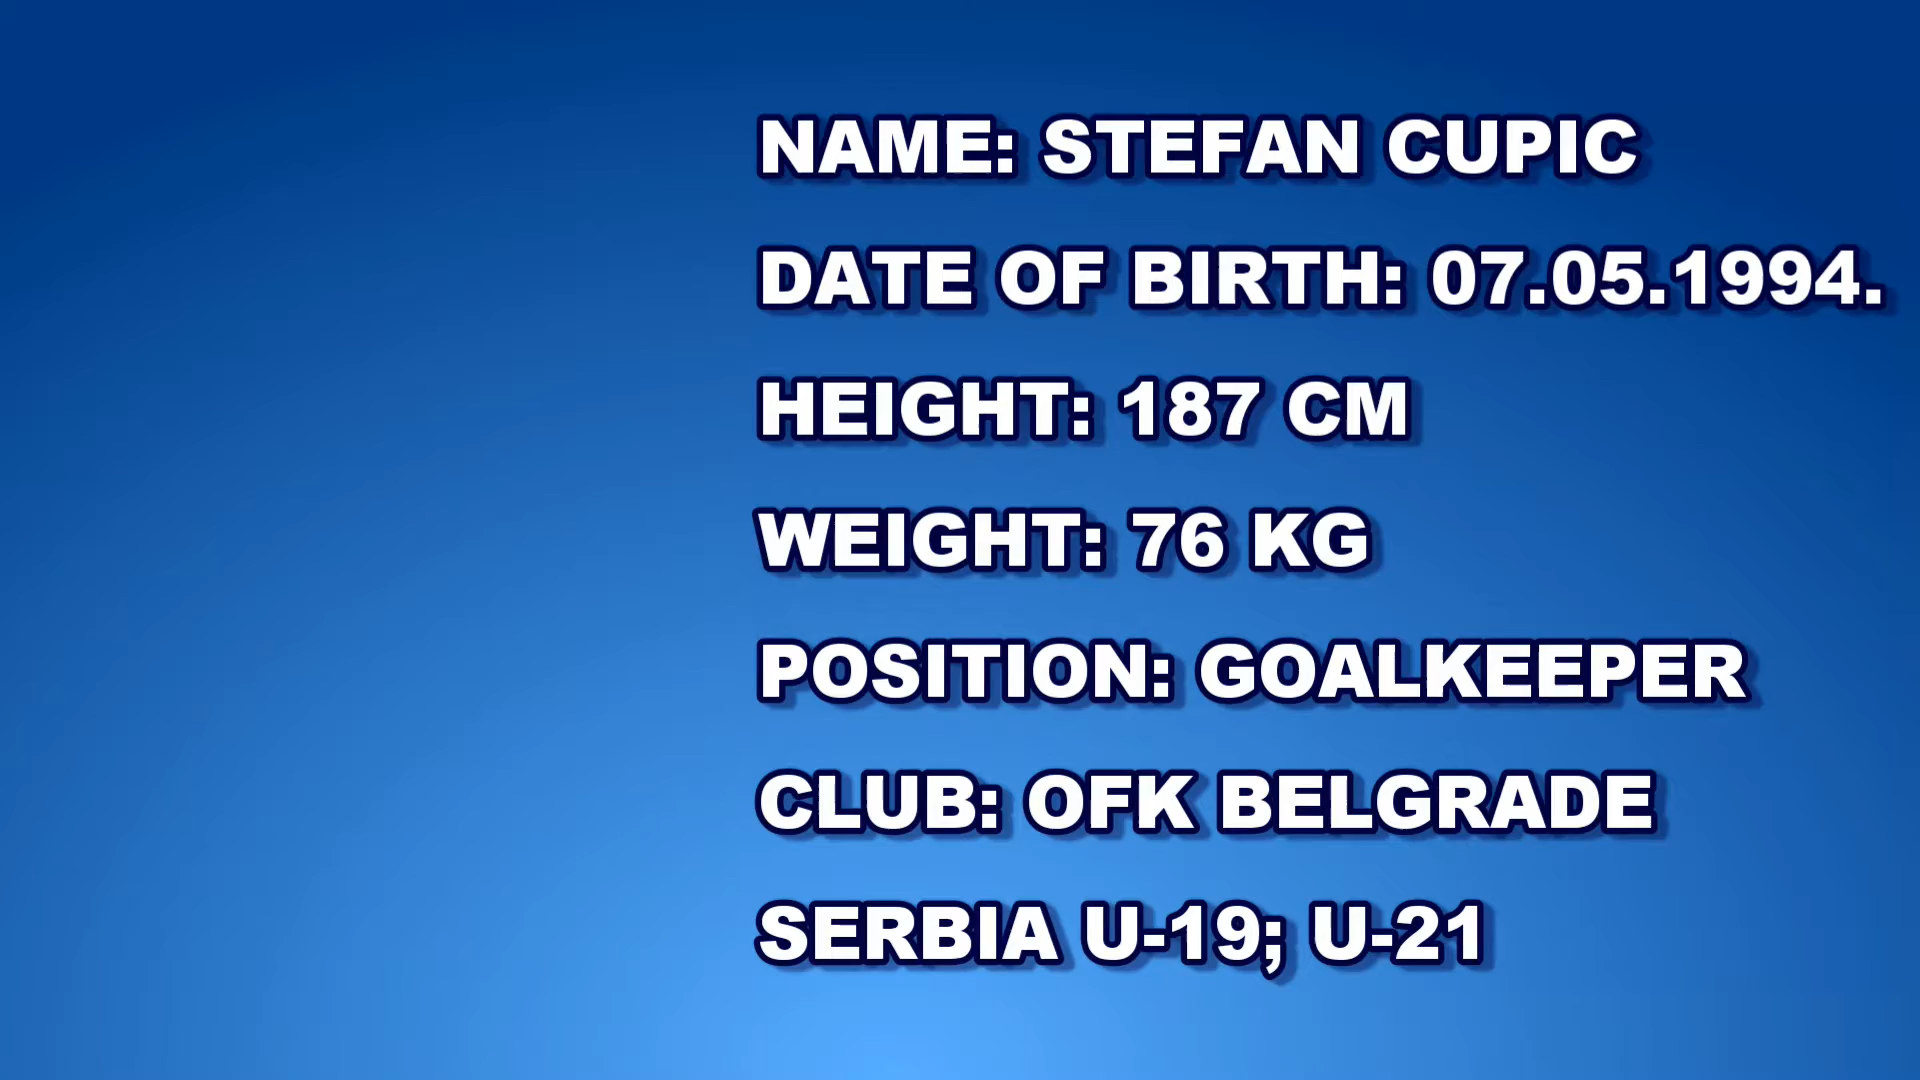 NAME: STEFAN CUPIC
DATE OF BIRTH: 07.05.1994.
HEIGHT: 187 CM
WEIGHT: 76 KG
POSITION: GOALKEEPER
CLUB: OFK BELGRADE
SERBIA U-19; U-21